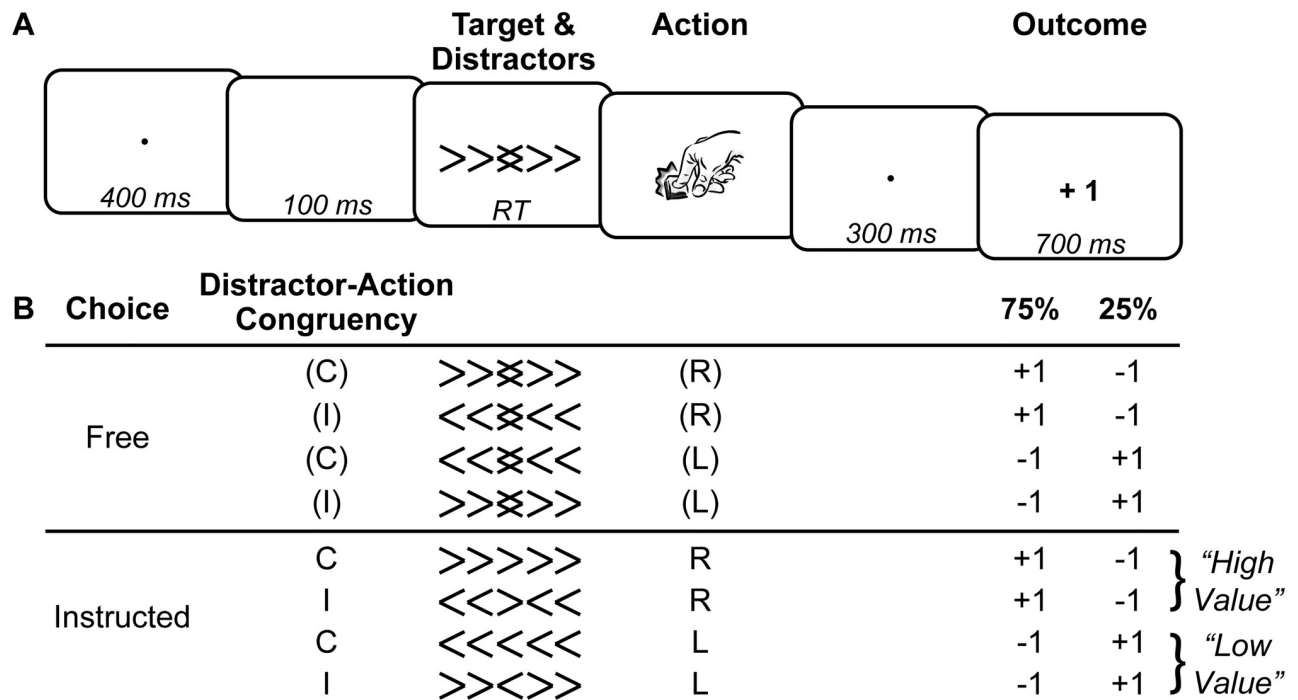 A Target & Action Outcome
Distractors
400 ms 100 ms >>⪥>> RT 300 ms + 1 700 ms
B Choice Distractor-Action Congruency 75% 25%
Free
(C) >> >> (R) +1 -1
(I) << << (R) +1 -1
(C) << << (L) -1 +1
(I) >> >> (L) -1 +1
Instructed
C >>>>> R +1 -1
I <<><< R +1 -1
“High Value”
C <<<<< L -1 +1
I >><>> L -1 +1
“Low Value”